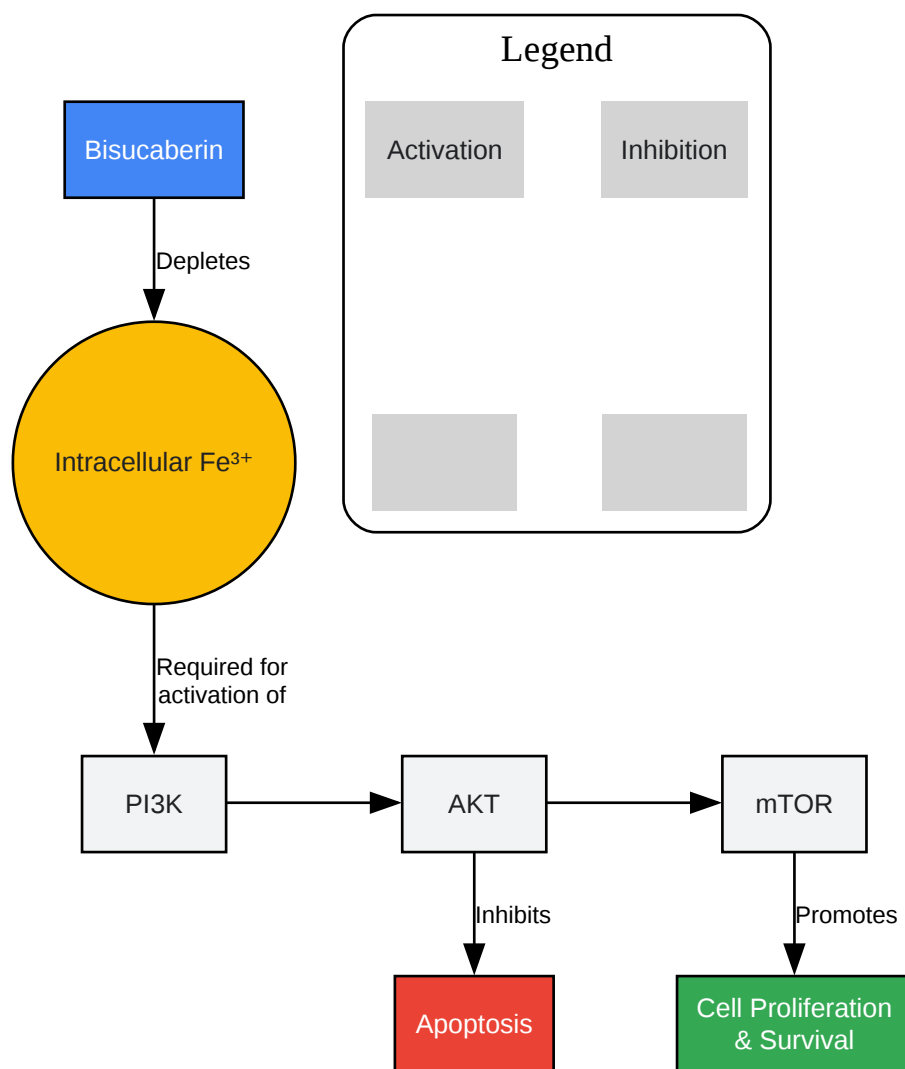 Legend
Bisucaberin
Activation
Inhibition
Depletes
Intracellular Fe³⁺
Required for
activation of
PI3K
AKT
mTOR
Inhibits
Promotes
Apoptosis
Cell Proliferation
& Survival